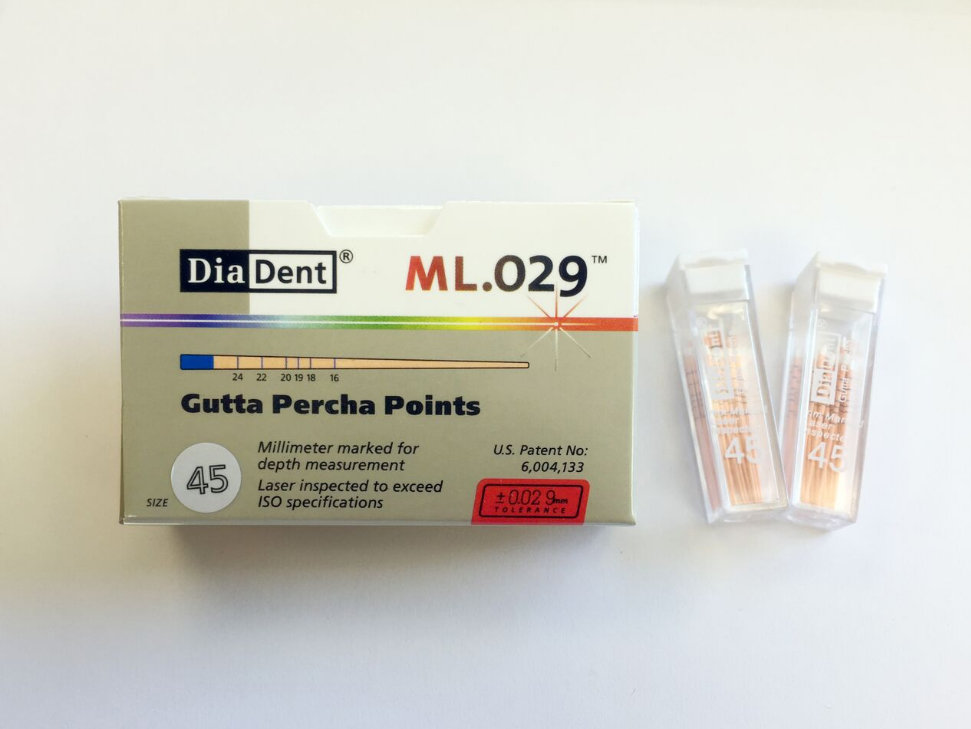 DiaDent®
ML.029™
24 22 20 19 18 16
Gutta Percha Points
SIZE 45
Millimeter marked for
depth measurement
Laser inspected to exceed
ISO specifications
U.S. Patent No:
6,004,133
±0.029mm
TOLERANCE
45
DiaDent
45